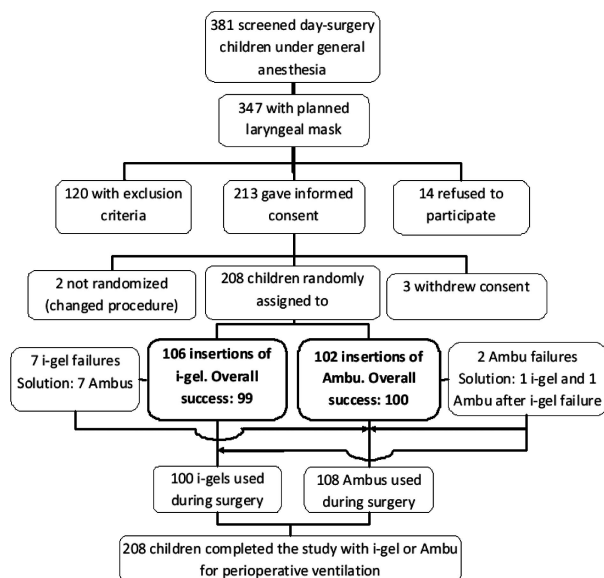 381 screened day-surgery
children under general
anesthesia
347 with planned
laryngeal mask
120 with exclusion
criteria
213 gave informed
consent
14 refused to
participate
2 not randomized
(changed procedure)
208 children randomly
assigned to
3 withdrew consent
7 i-gel failures
Solution: 7 Ambus
106 insertions of
i-gel. Overall
success: 99
102 insertions of
Ambu. Overall
success: 100
2 Ambu failures
Solution: 1 i-gel and 1
Ambu after i-gel failure
100 i-gels used
during surgery
108 Ambus used
during surgery
208 children completed the study with i-gel or Ambu
for perioperative ventilation